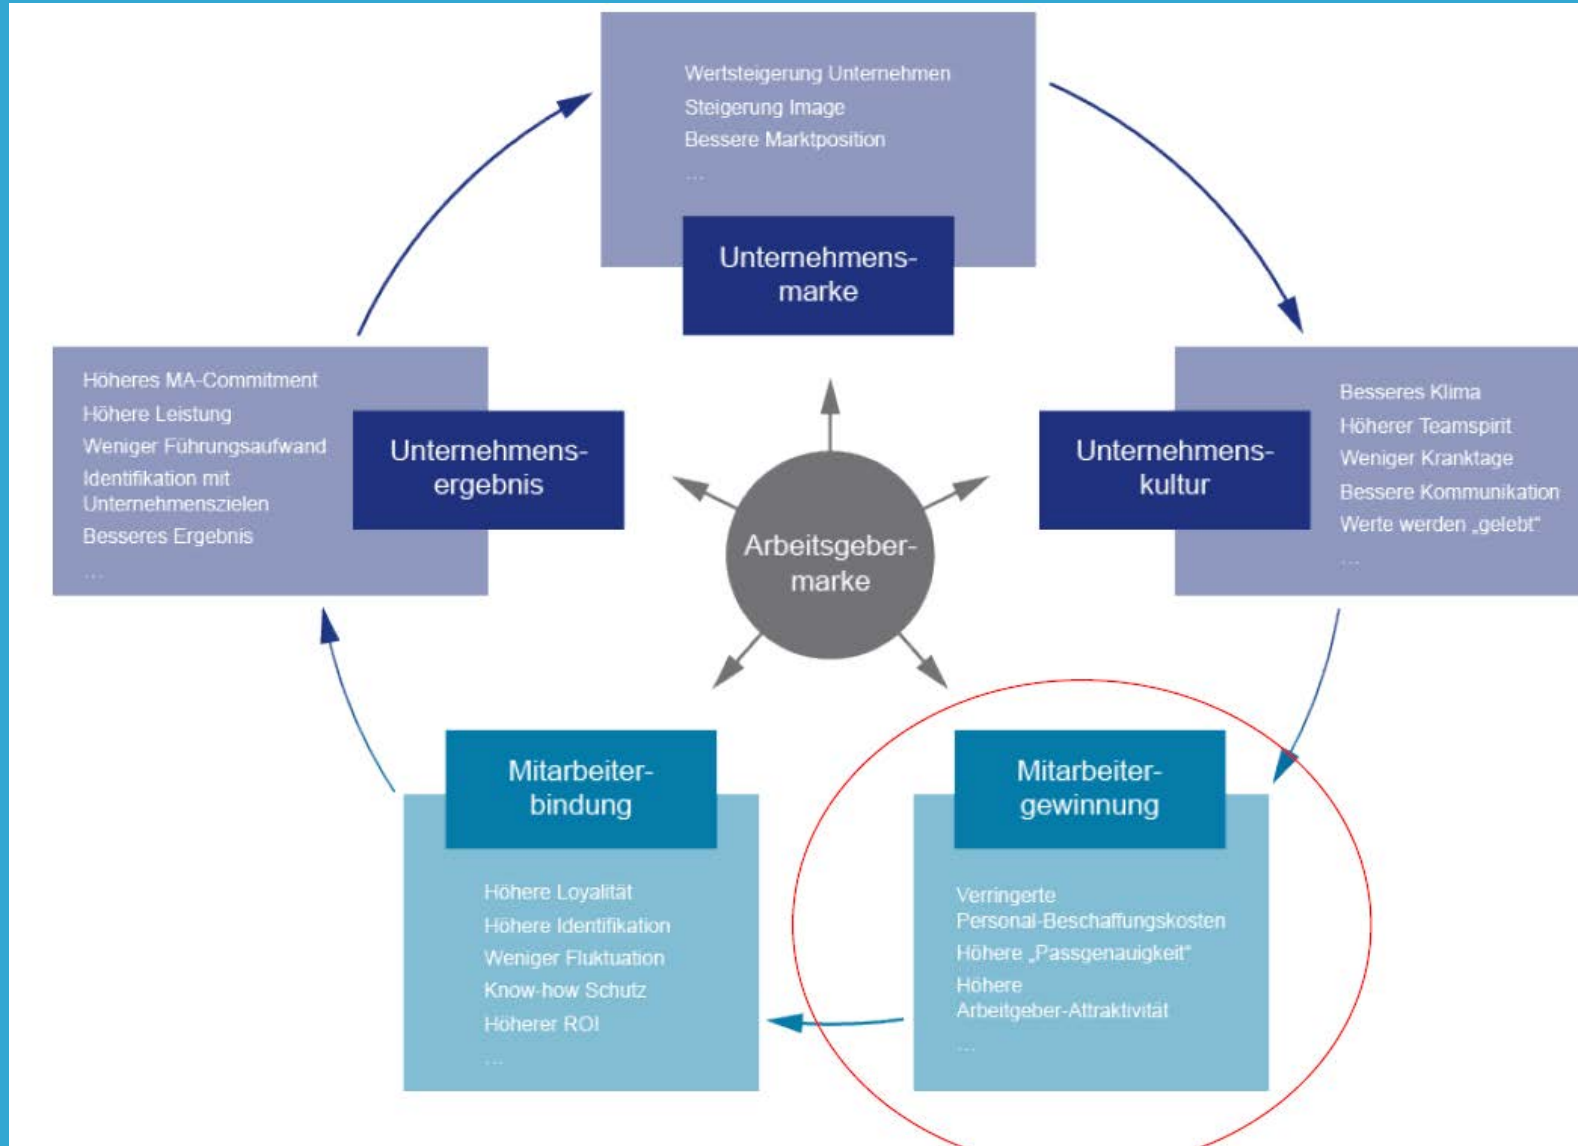 Wertsteigerung Unternehmen
Steigerung Image
Bessere Marktposition
...
Unternehmens-
marke
Höheres MA-Commitment
Höhere Leistung
Weniger Führungsaufwand
Identifikation mit
Unternehmenszielen
Besseres Ergebnis
...
Unternehmens-
ergebnis
Arbeitsgeber-
marke
Unternehmens-
kultur
Besseres Klima
Höherer Teamspirit
Weniger Kranktage
Bessere Kommunikation
Werte werden „gelebt“
...
Mitarbeiter-
bindung
Höhere Loyalität
Höhere Identifikation
Weniger Fluktuation
Know-how Schutz
Höherer ROI
...
Mitarbeiter-
gewinnung
Verringerte
Personal-Beschaffungskosten
Höhere „Passgenauigkeit“
Höhere
Arbeitgeber-Attraktivität
...